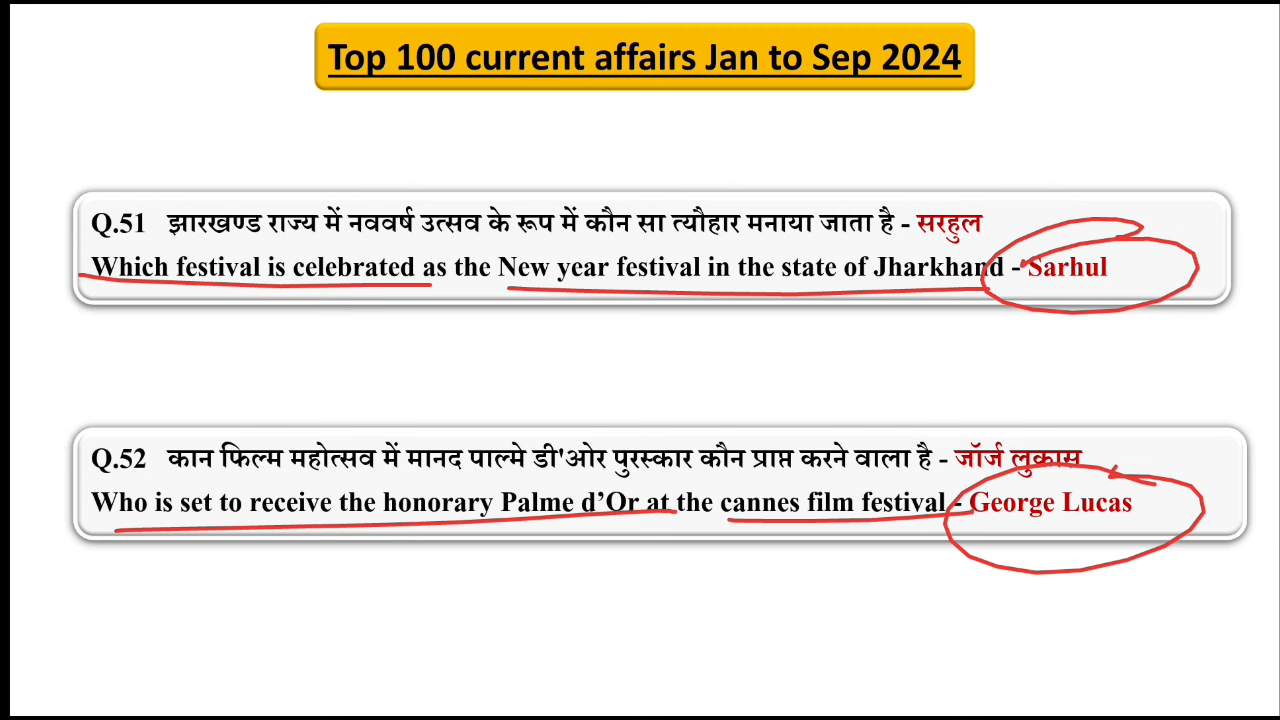 Top 100 current affairs Jan to Sep 2024
Q.51 झारखण्ड राज्य में नववर्ष उत्सव के रूप में कौन सा त्यौहार मनाया जाता है - सरहुल
Which festival is celebrated as the New year festival in the state of Jharkhand - Sarhul
Q.52 कान फिल्म महोत्सव में मानद पाल्मे डी'ओर पुरस्कार कौन प्राप्त करने वाला है - जॉर्ज लुकास
Who is set to receive the honorary Palme d’Or at the cannes film festival - George Lucas